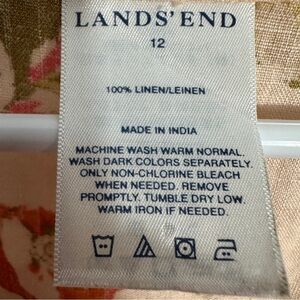 LANDS' END
12
100% LINEN/LEINEN
MADE IN INDIA
MACHINE WASH WARM NORMAL.
WASH DARK COLORS SEPARATELY.
ONLY NON-CHLORINE BLEACH
WHEN NEEDED. REMOVE
PROMPTLY. TUMBLE DRY LOW.
WARM IRON IF NEEDED.